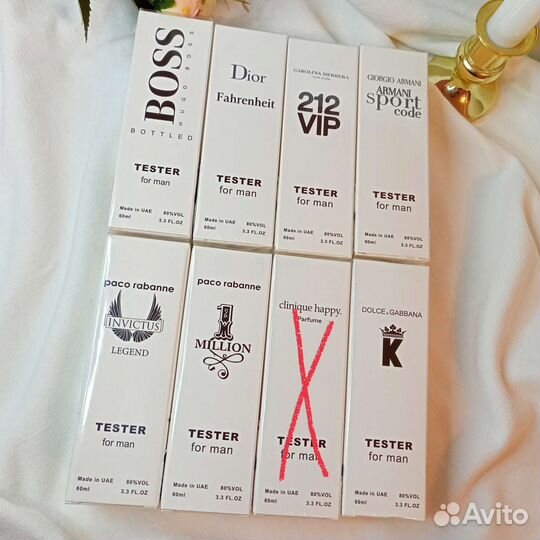 BOSS
HUGO BOSS
BOTTLED
TESTER
for man
Made in UAE 80%VOL
60ml 3.3 FL.OZ
Dior
Fahrenheit
TESTER
for man
Made in UAE 80%VOL
60ml 3.3 FL.OZ
CAROLINA HERRERA
NEW YORK
212
VIP
TESTER
for man
Made in UAE 80%VOL
60ml 3.3 FL.OZ
GIORGIO ARMANI
ARMANI
sport
code
TESTER
for man
Made in UAE 80%VOL
60ml 3.3 FL.OZ
paco rabanne
INVICTUS
LEGEND
TESTER
for man
Made in UAE 80%VOL
60ml 3.3 FL.OZ
paco rabanne
1
MILLION
TESTER
for man
Made in UAE 80%VOL
60ml 3.3 FL.OZ
clinique happy.
Parfume
TESTER
for man
Made in UAE 80%VOL
60ml 3.3 FL.OZ
DOLCE & GABBANA
K
TESTER
for man
Made in UAE 80%VOL
60ml 3.3 FL.OZ
Avito